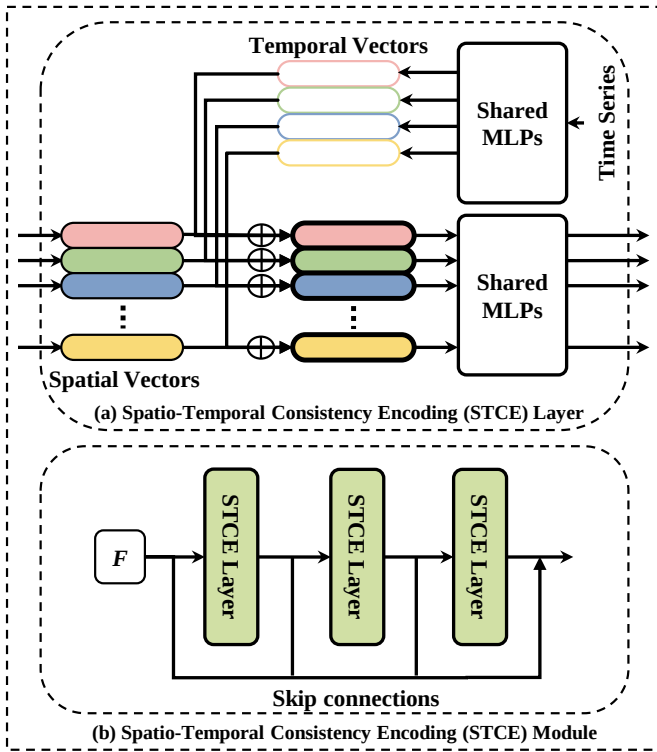 Temporal Vectors
Shared
MLPs
Time Series
Shared
MLPs
Spatial Vectors
(a) Spatio-Temporal Consistency Encoding (STCE) Layer
F
STCE Layer
STCE Layer
STCE Layer
Skip connections
(b) Spatio-Temporal Consistency Encoding (STCE) Module